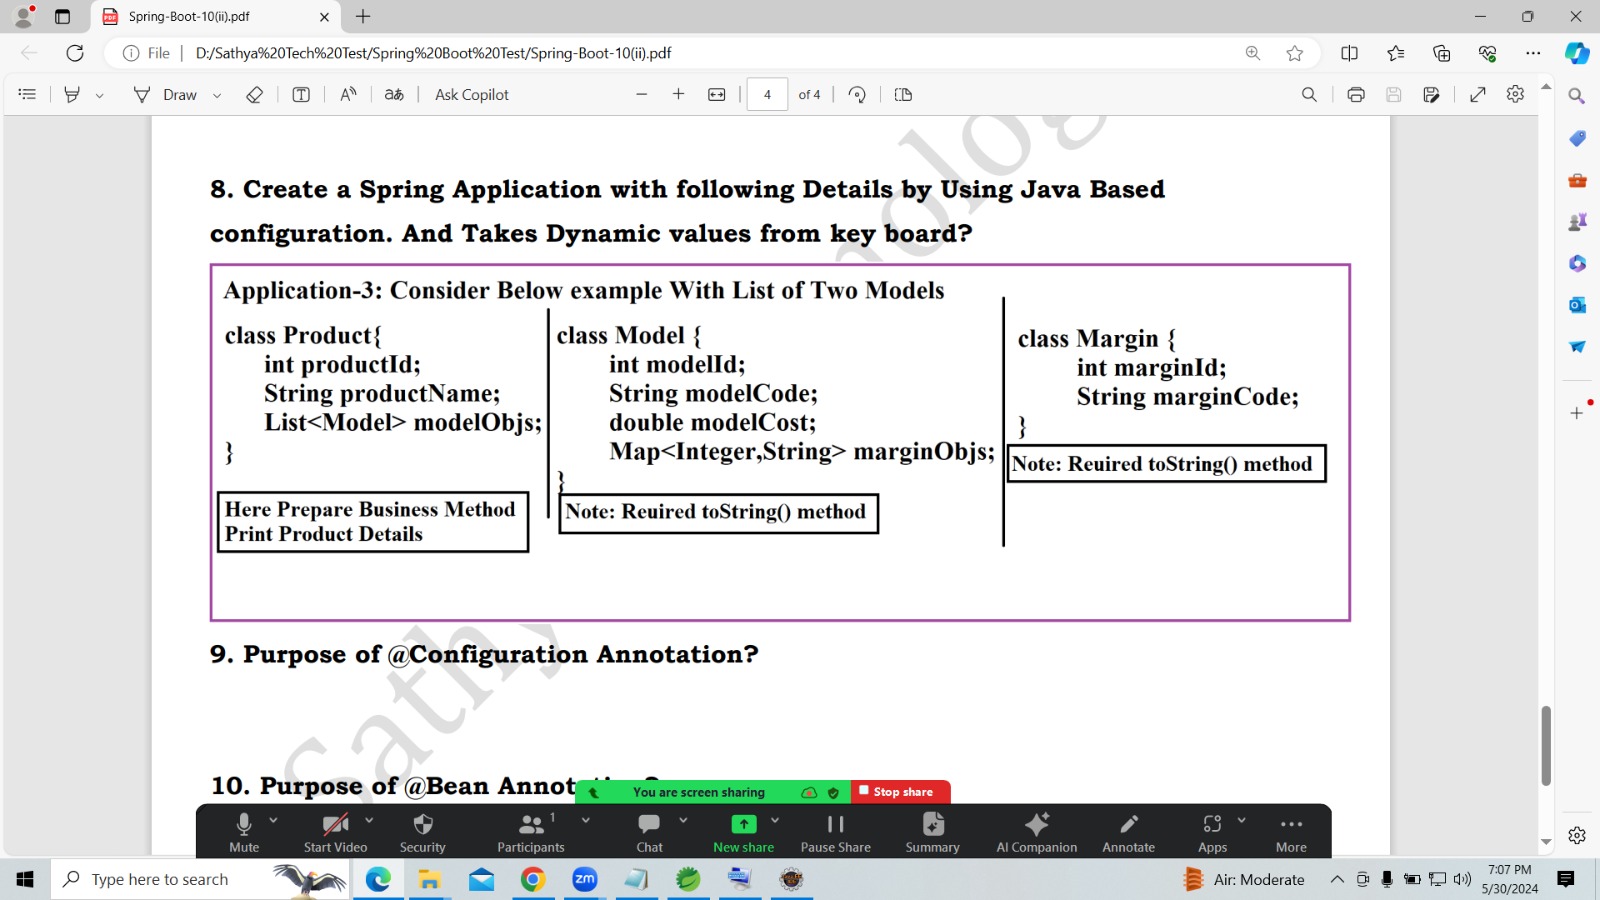 Spring-Boot-10(ii).pdf
File
D:/Sathya%20Tech%20Test/Spring%20Boot%20Test/Spring-Boot-10(ii).pdf
Draw
aあ
Ask Copilot
4 of 4
8. Create a Spring Application with following Details by Using Java Based
configuration. And Takes Dynamic values from key board?
Application-3: Consider Below example With List of Two Models
class Product{
int productId;
String productName;
List<Model> modelObjs;
}
Here Prepare Business Method
Print Product Details
class Model {
int modelId;
String modelCode;
double modelCost;
Map<Integer,String> marginObjs;
}
Note: Reuired toString() method
class Margin {
int marginId;
String marginCode;
}
Note: Reuired toString() method
9. Purpose of @Configuration Annotation?
10. Purpose of @Bean
You are screen sharing
Stop share
Mute
Start Video
Security
Participants
1
Chat
New share
Pause Share
Summary
AI Companion
Annotate
Apps
More
Type here to search
zm
Air: Moderate
7:07 PM
5/30/2024